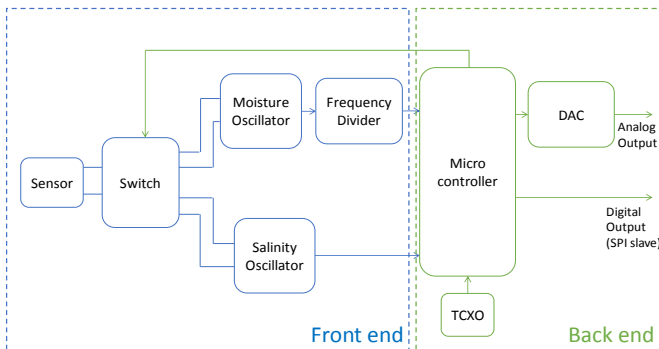 Moisture
Oscillator
Frequency
Divider
DAC
Analog
Output
Micro
controller
Sensor
Switch
Digital
Output
(SPI slave)
Salinity
Oscillator
TCXO
Front end
Back end